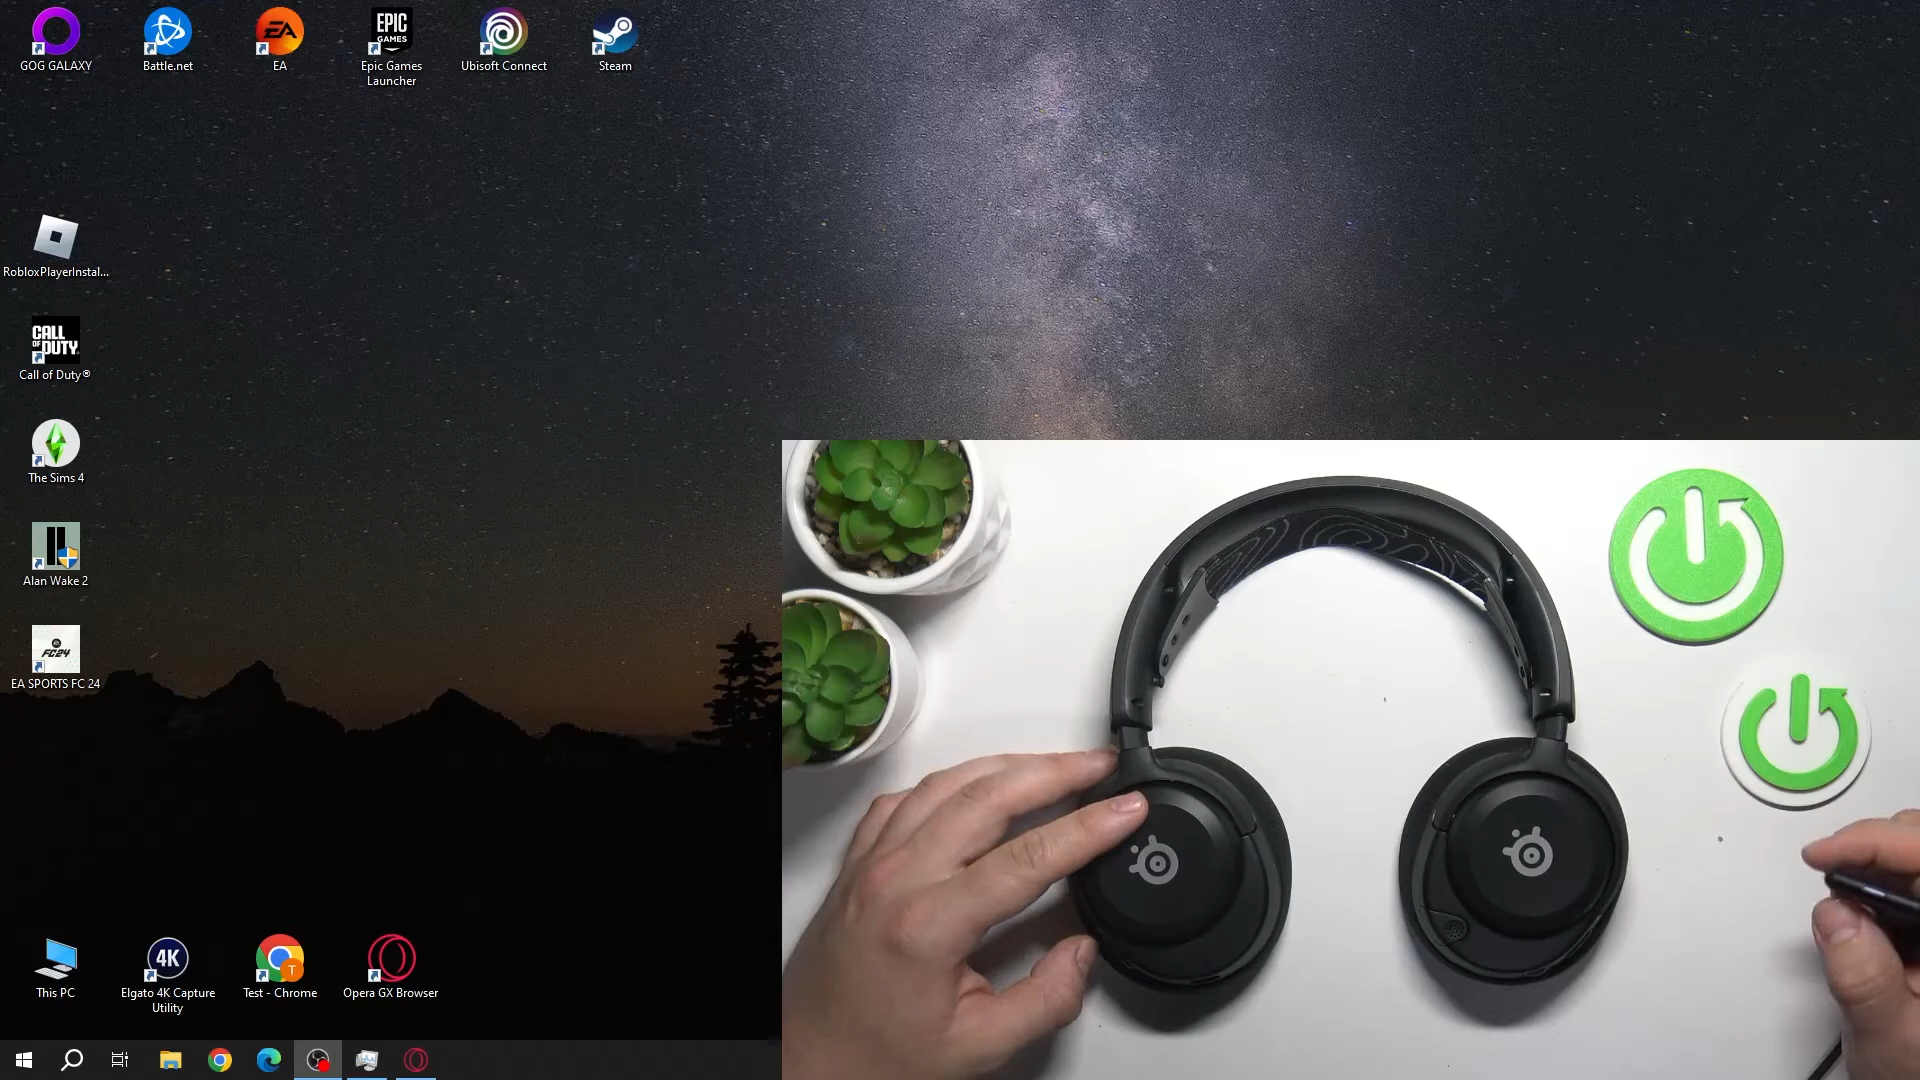 GOG GALAXY
Battle.net
EA
EA
EPIC
GAMES
Epic Games
Launcher
Ubisoft Connect
Steam
RobloxPlayerInstal...
CALL
OF DUTY
Call of Duty®
The Sims 4
Alan Wake 2
FC24
EA SPORTS FC 24
This PC
4K
Elgato 4K Capture
Utility
T
Test - Chrome
Opera GX Browser